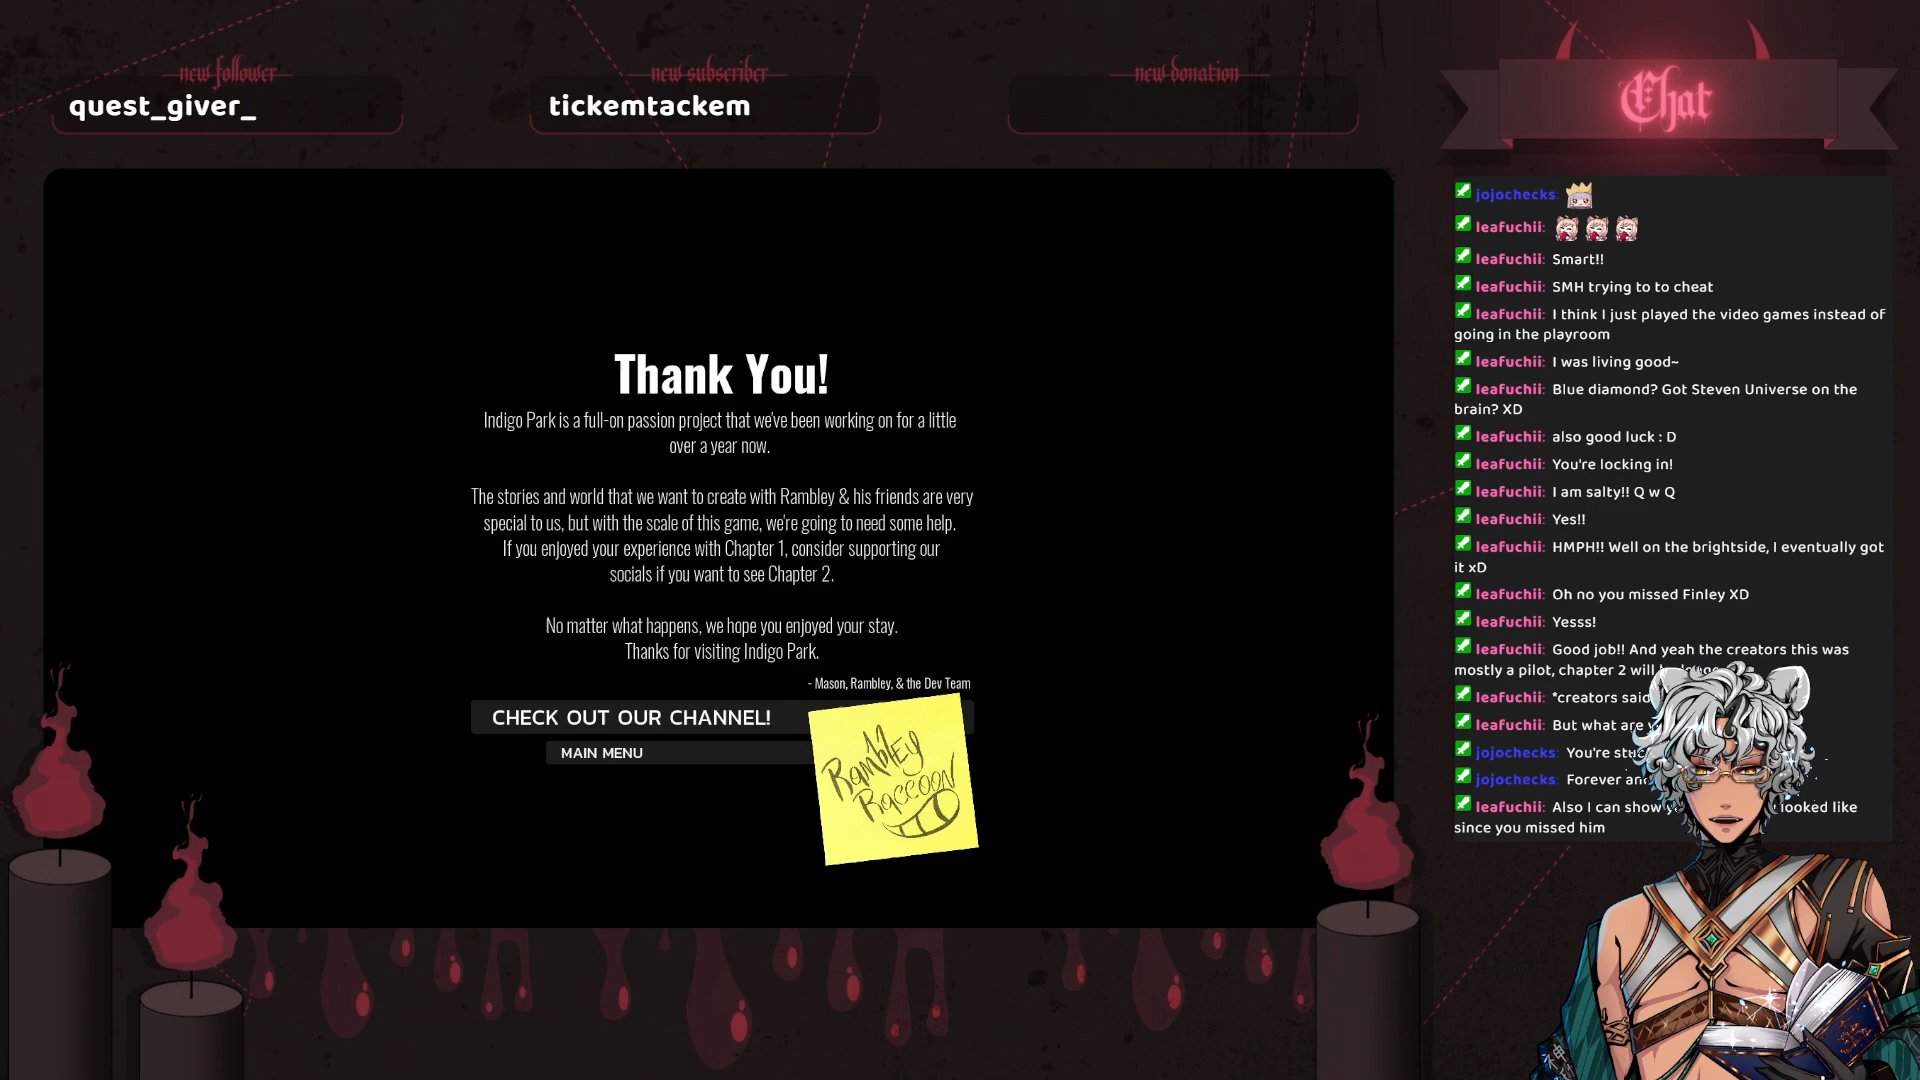 new follower
quest_giver_
new subscriber
tickemtackem
new donation
Chat
Thank You!
Indigo Park is a full-on passion project that we've been working on for a little
over a year now.
The stories and world that we want to create with Rambley & his friends are very
special to us, but with the scale of this game, we're going to need some help.
If you enjoyed your experience with Chapter 1, consider supporting our
socials if you want to see Chapter 2.
No matter what happens, we hope you enjoyed your stay.
Thanks for visiting Indigo Park.
- Mason, Rambley, & the Dev Team
CHECK OUT OUR CHANNEL!
MAIN MENU
Rambley
Raccoon
jojochecks:
leafuchii:
leafuchii: Smart!!
leafuchii: SMH trying to to cheat
leafuchii: I think I just played the video games instead of
going in the playroom
leafuchii: I was living good~
leafuchii: Blue diamond? Got Steven Universe on the
brain? XD
leafuchii: also good luck : D
leafuchii: You're locking in!
leafuchii: I am salty!! Q w Q
leafuchii: Yes!!
leafuchii: HMPH!! Well on the brightside, I eventually got
it xD
leafuchii: Oh no you missed Finley XD
leafuchii: Yesss!
leafuchii: Good job!! And yeah the creators this was
mostly a pilot, chapter 2 will
leafuchii: *creators said
leafuchii: But what are
jojochecks: You're
jojochecks: Forever
leafuchii: Also I can show looked like
since you missed him